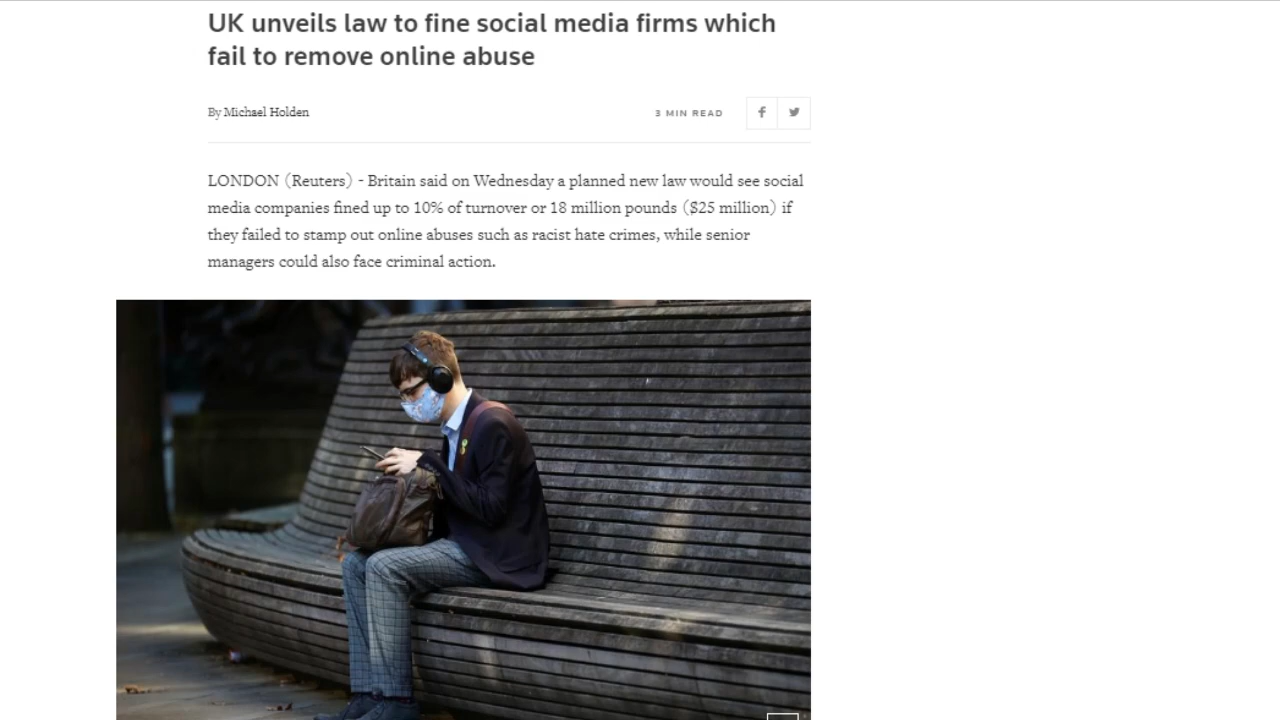 UK unveils law to fine social media firms which
fail to remove online abuse
By Michael Holden
3 MIN READ
LONDON (Reuters) - Britain said on Wednesday a planned new law would see social
media companies fined up to 10% of turnover or 18 million pounds ($25 million) if
they failed to stamp out online abuses such as racist hate crimes, while senior
managers could also face criminal action.